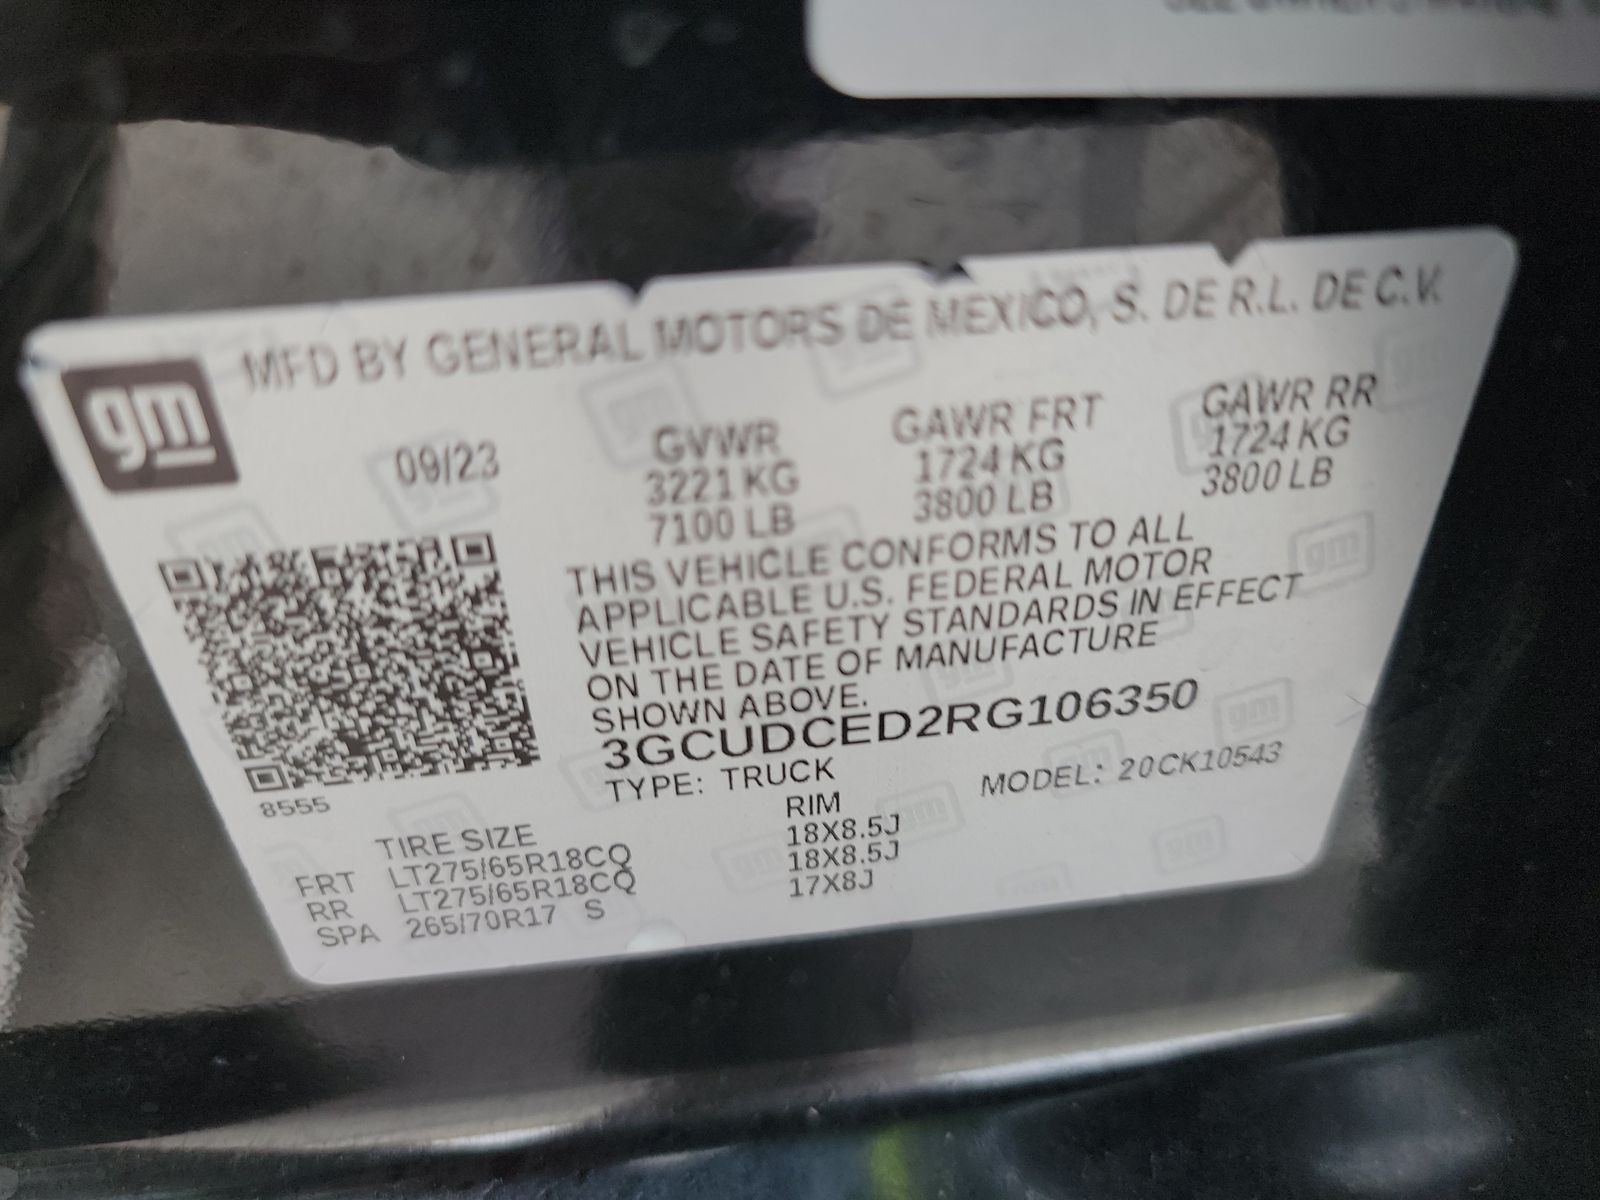 MFD BY GENERAL MOTORS DE MEXICO, S. DE R.L. DE C.V.
gm
09/23
GVWR
3221 KG
7100 LB
GAWR FRT
1724 KG
3800 LB
GAWR RR
1724 KG
3800 LB
THIS VEHICLE CONFORMS TO ALL
APPLICABLE U.S. FEDERAL MOTOR
VEHICLE SAFETY STANDARDS IN EFFECT
ON THE DATE OF MANUFACTURE
SHOWN ABOVE.
3GCUDCED2RG106350
TYPE: TRUCK
MODEL: 20CK10543
8555
TIRE SIZE
RIM
FRT LT275/65R18CQ 18X8.5J
RR LT275/65R18CQ 18X8.5J
SPA 265/70R17 S 17X8J